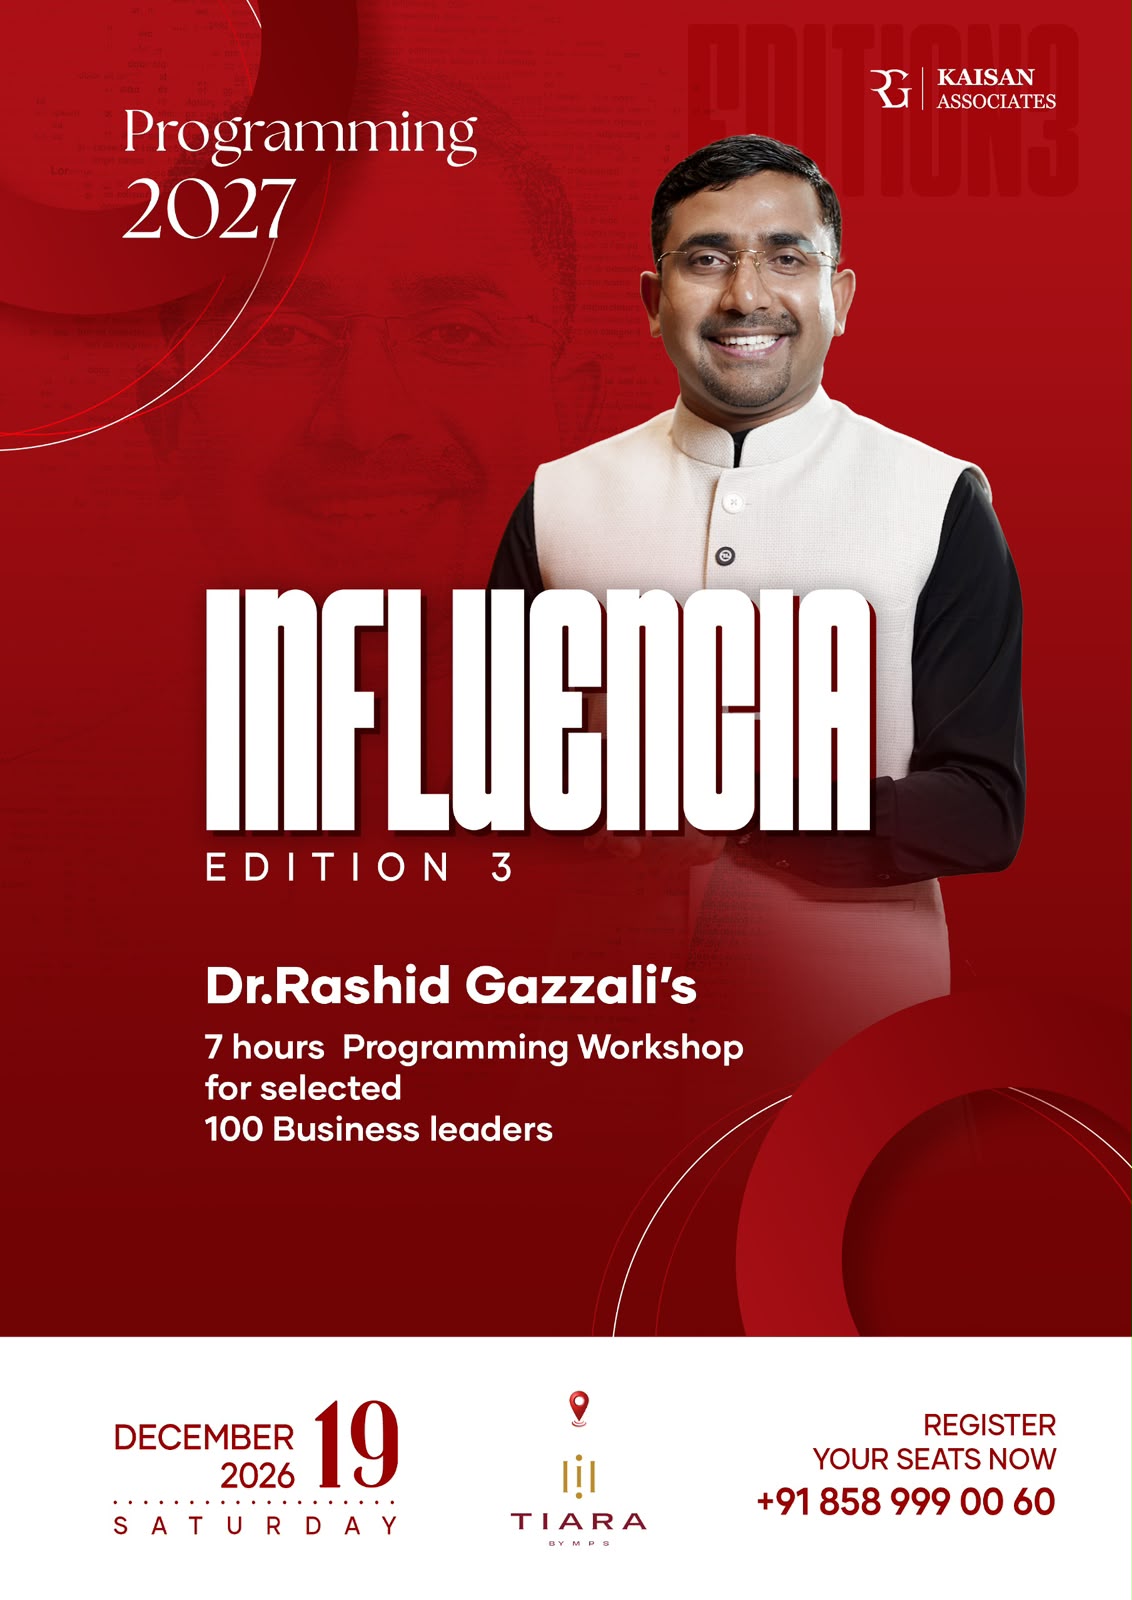 EDITION3
EDITION3
KAISAN
ASSOCIATES
Programming
2027
INFLUENCIA
EDITION 3
Dr.Rashid Gazzali's
7 hours Programming Workshop
for selected
100 Business leaders
DECEMBER
2026
19
SATURDAY
TIARA
BY MPS
REGISTER
YOUR SEATS NOW
+91 858 999 00 60